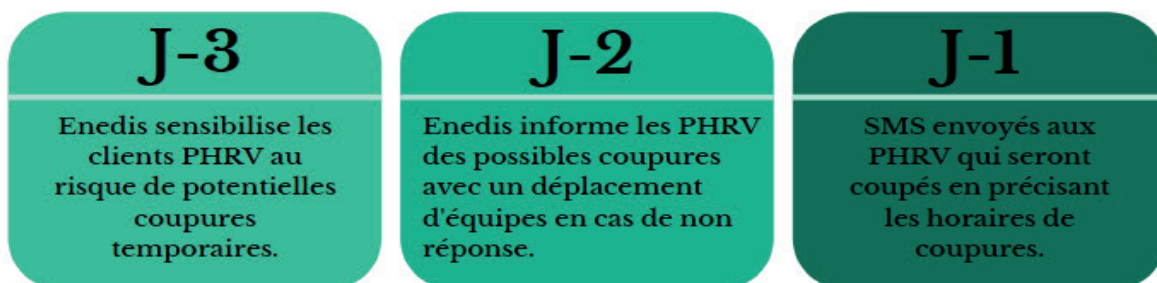 J-3
Enedis sensibilise les
clients PHRV au
risque de potentielles
coupures
temporaires.
J-2
Enedis informe les PHRV
des possibles coupures
avec un déplacement
d'équipes en cas de non
réponse.
J-1
SMS envoyés aux
PHRV qui seront
coupés en précisant
les horaires de
coupures.